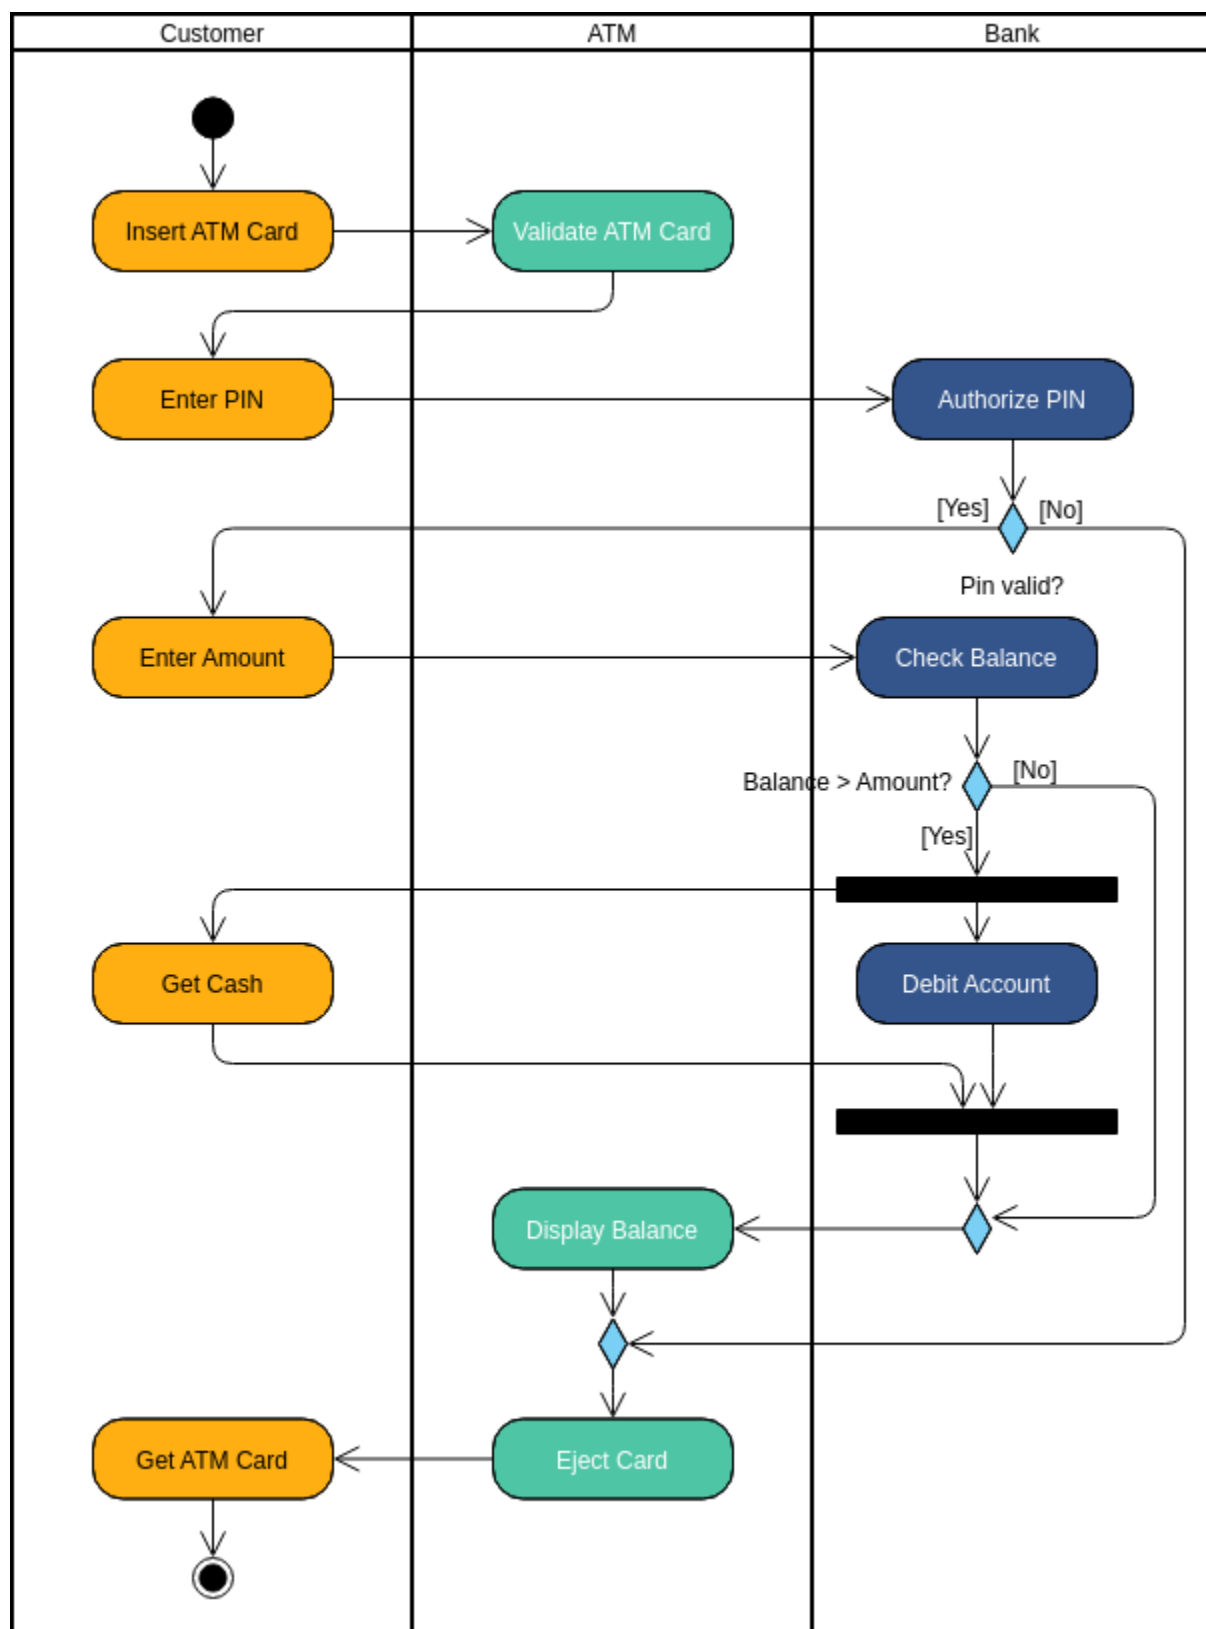 Customer
ATM
Bank
Insert ATM Card
Validate ATM Card
Enter PIN
Authorize PIN
[Yes]
[No]
Pin valid?
Enter Amount
Check Balance
Balance > Amount?
[No]
[Yes]
Get Cash
Debit Account
Display Balance
Get ATM Card
Eject Card